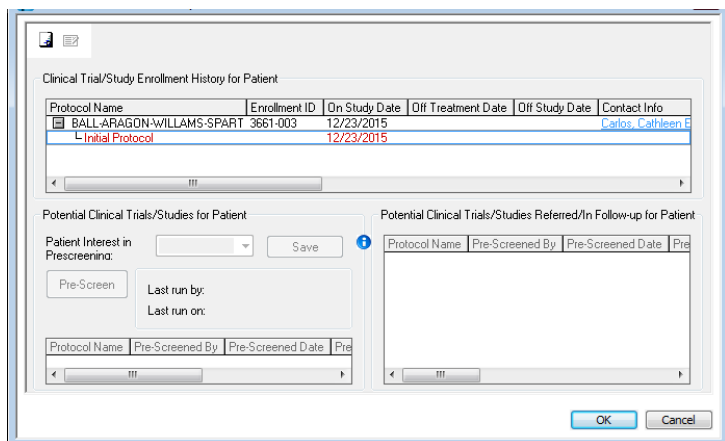 Clinical Trial/Study Enrollment History for Patient
Protocol Name Enrollment ID On Study Date Off Treatment Date Off Study Date Contact Info
BALL-ARAGON-WILLAMS-SPART 3661-003 12/23/2015 Carlos, Cathleen E
Initial Protocol 12/23/2015
Potential Clinical Trials/Studies for Patient
Patient Interest in
Prescreening:
Save
Pre-Screen
Last run by:
Last run on:
Protocol Name Pre-Screened By Pre-Screened Date Pre
Potential Clinical Trials/Studies Referred/In Follow-up for Patient
Protocol Name Pre-Screened By Pre-Screened Date Pre
OK Cancel